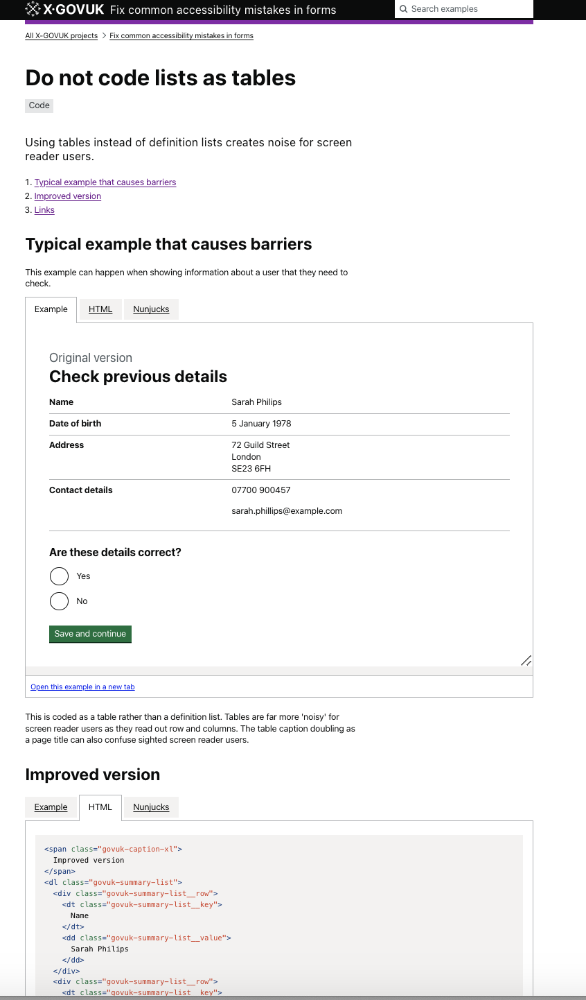 X-GOVUK Fix common accessibility mistakes in forms
Search examples
All X-GOVUK projects > Fix common accessibility mistakes in forms
Do not code lists as tables
Code
Using tables instead of definition lists creates noise for screen
reader users.
1. Typical example that causes barriers
2. Improved version
3. Links
Typical example that causes barriers
This example can happen when showing information about a user that they need to
check.
Example HTML Nunjucks
Original version
Check previous details
Name Sarah Philips
Date of birth 5 January 1978
Address 72 Guild Street
London
SE23 6FH
Contact details 07700 900457
sarah.phillips@example.com
Are these details correct?
Yes
No
Save and continue
Open this example in a new tab
This is coded as a table rather than a definition list. Tables are far more 'noisy' for
screen reader users as they read out row and columns. The table caption doubling as
a page title can also confuse sighted screen reader users.
Improved version
Example HTML Nunjucks
<span class="govuk-caption-xl">
  Improved version
</span>
<dl class="govuk-summary-list">
  <div class="govuk-summary-list__row">
    <dt class="govuk-summary-list__key">
      Name
    </dt>
    <dd class="govuk-summary-list__value">
      Sarah Philips
    </dd>
  </div>
  <div class="govuk-summary-list__row">
    <dt class="govuk-summary-list__key">